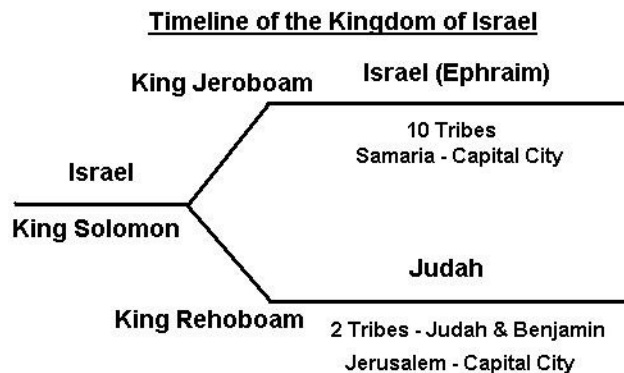 Timeline of the Kingdom of Israel
King Jeroboam
Israel (Ephraim)
10 Tribes
Samaria - Capital City
Israel
King Solomon
Judah
King Rehoboam
2 Tribes - Judah & Benjamin
Jerusalem - Capital City